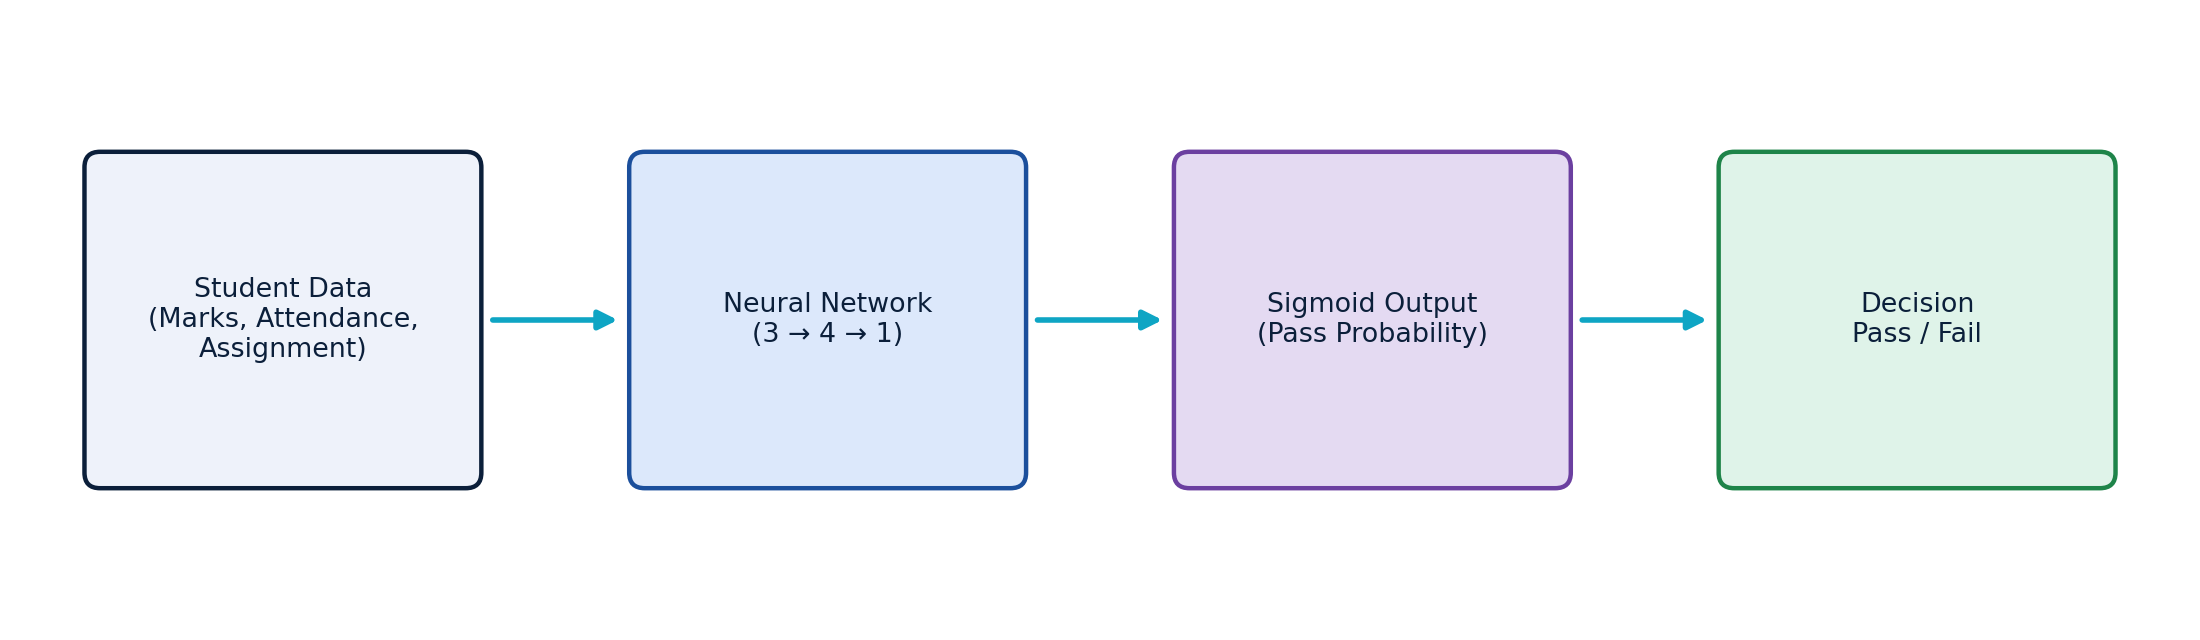 Student Data
(Marks, Attendance,
Assignment)
Neural Network
(3 → 4 → 1)
Sigmoid Output
(Pass Probability)
Decision
Pass / Fail